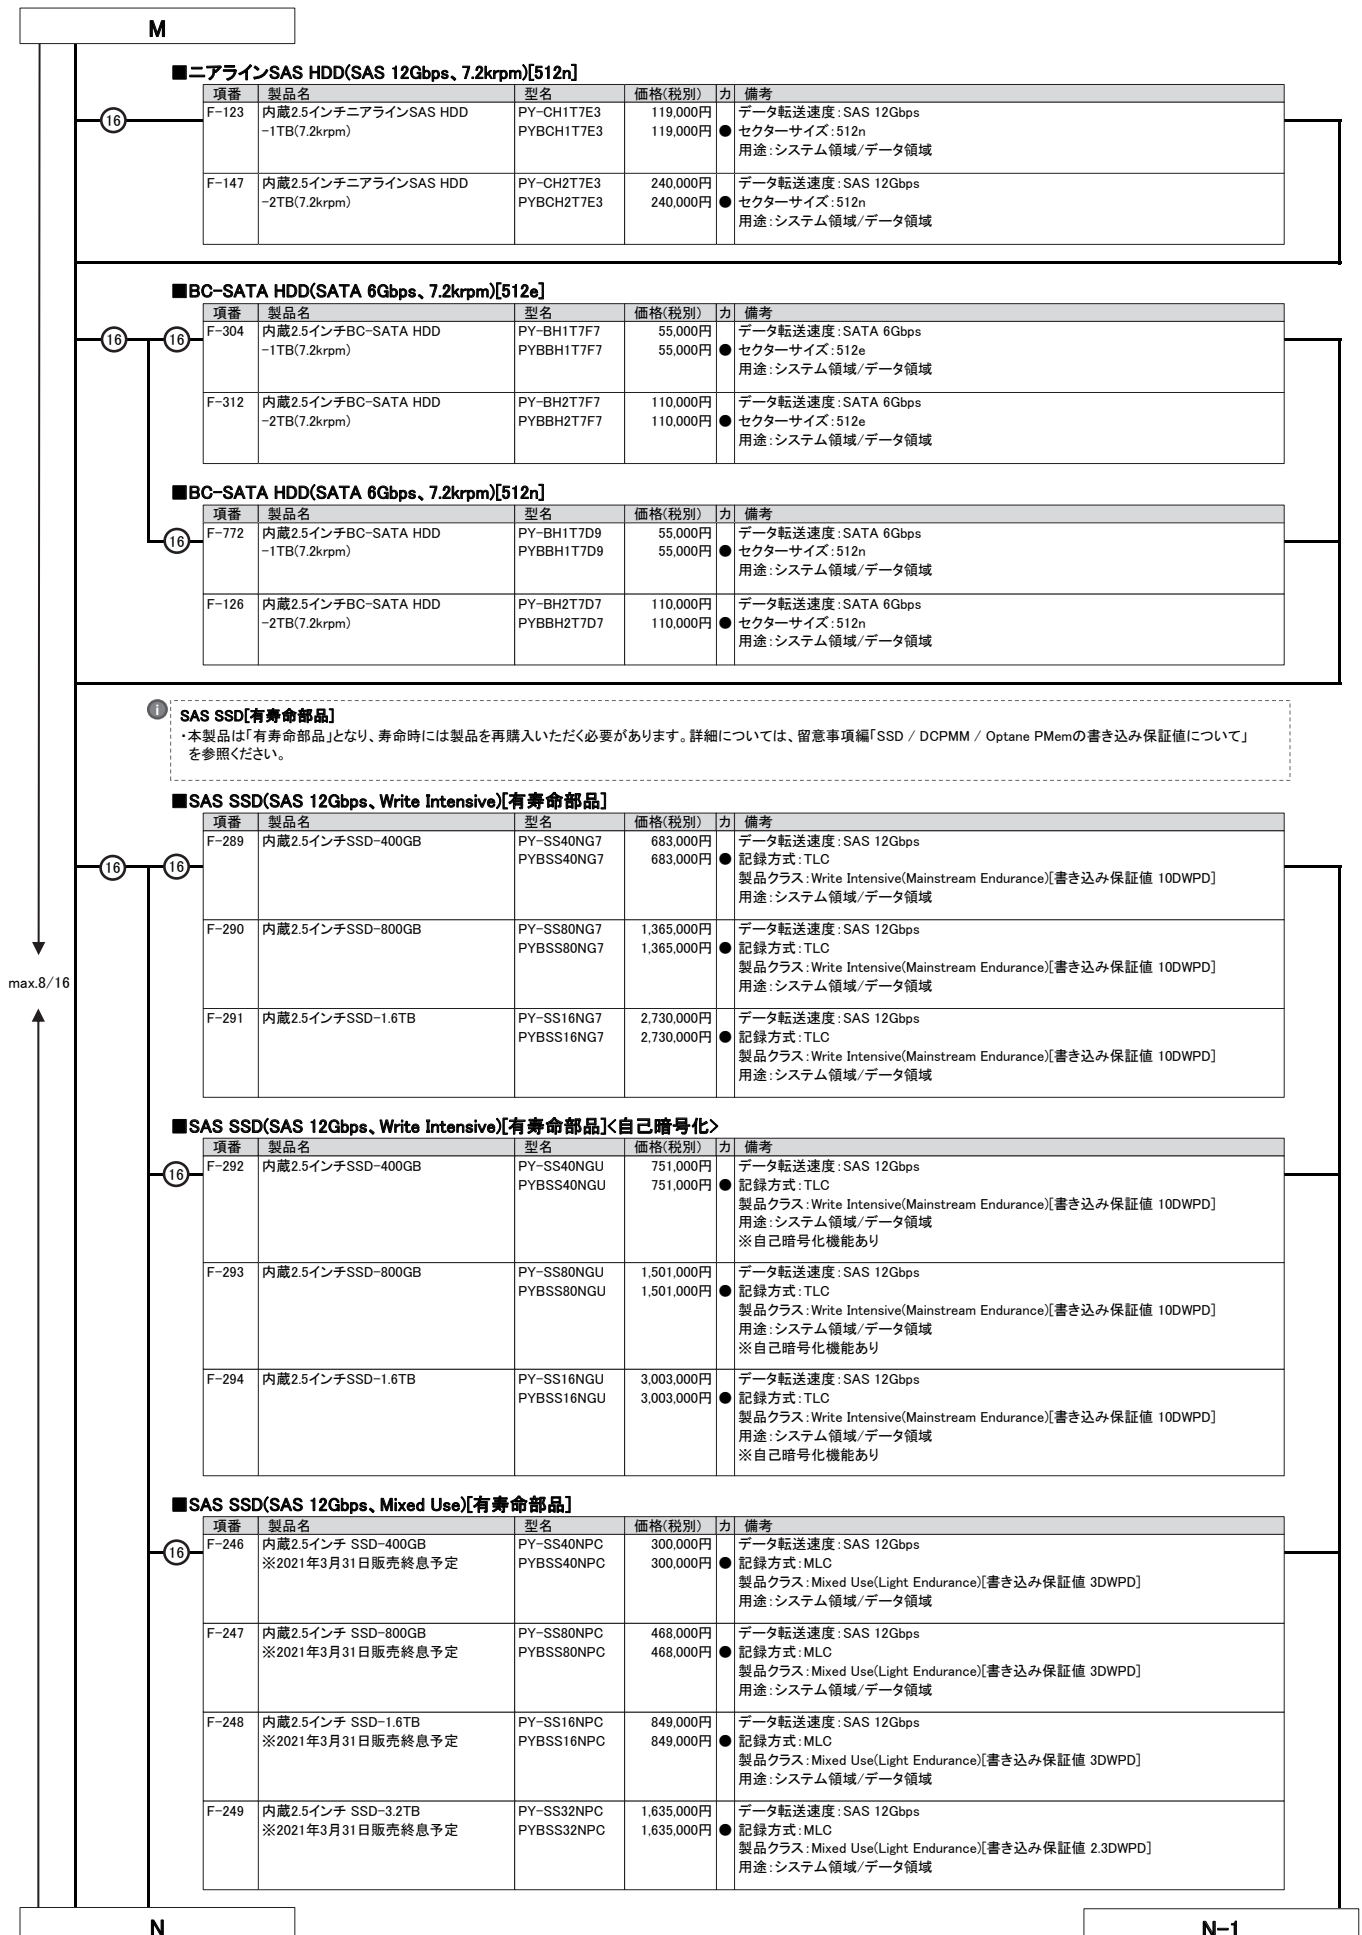 M
■ニアラインSAS HDD(SAS 12Gbps、7.2krpm)[512n]
項番 製品名 型名 価格(税別) カ 備考
F-123 内蔵2.5インチニアラインSAS HDD PY-CH1T7E3 119,000円 データ転送速度：SAS 12Gbps
16
-1TB(7.2krpm) PYBCH1T7E3 119,000円 ● セクターサイズ：512n
用途：システム領域/データ領域
F-147 内蔵2.5インチニアラインSAS HDD PY-CH2T7E3 240,000円 データ転送速度：SAS 12Gbps
-2TB(7.2krpm) PYBCH2T7E3 240,000円 ● セクターサイズ：512n
用途：システム領域/データ領域
■BC-SATA HDD(SATA 6Gbps、7.2krpm)[512e]
項番 製品名 型名 価格(税別) カ 備考
F-304 内蔵2.5インチBC-SATA HDD PY-BH1T7F7 55,000円 データ転送速度：SATA 6Gbps
16 16
-1TB(7.2krpm) PYBBH1T7F7 55,000円 ● セクターサイズ：512e
用途：システム領域/データ領域
F-312 内蔵2.5インチBC-SATA HDD PY-BH2T7F7 110,000円 データ転送速度：SATA 6Gbps
-2TB(7.2krpm) PYBBH2T7F7 110,000円 ● セクターサイズ：512e
用途：システム領域/データ領域
■BC-SATA HDD(SATA 6Gbps、7.2krpm)[512n]
項番 製品名 型名 価格(税別) カ 備考
F-772 内蔵2.5インチBC-SATA HDD PY-BH1T7D9 55,000円 データ転送速度：SATA 6Gbps
16
-1TB(7.2krpm) PYBBH1T7D9 55,000円 ● セクターサイズ：512n
用途：システム領域/データ領域
F-126 内蔵2.5インチBC-SATA HDD PY-BH2T7D7 110,000円 データ転送速度：SATA 6Gbps
-2TB(7.2krpm) PYBBH2T7D7 110,000円 ● セクターサイズ：512n
用途：システム領域/データ領域
i SAS SSD[有寿命部品]
・本製品は「有寿命部品」となり、寿命時には製品を再購入いただく必要があります。詳細については、留意事項編「SSD / DCPMM / Optane PMemの書き込み保証値について」
を参照ください。
■SAS SSD(SAS 12Gbps、Write Intensive)[有寿命部品]
項番 製品名 型名 価格(税別) カ 備考
F-289 内蔵2.5インチSSD-400GB PY-SS40NG7 683,000円 データ転送速度：SAS 12Gbps
16 16
PYBSS40NG7 683,000円 ● 記録方式：TLC
製品クラス：Write Intensive(Mainstream Endurance)[書き込み保証値 10DWPD]
用途：システム領域/データ領域
F-290 内蔵2.5インチSSD-800GB PY-SS80NG7 1,365,000円 データ転送速度：SAS 12Gbps
PYBSS80NG7 1,365,000円 ● 記録方式：TLC
製品クラス：Write Intensive(Mainstream Endurance)[書き込み保証値 10DWPD]
用途：システム領域/データ領域
max.8/16
F-291 内蔵2.5インチSSD-1.6TB PY-SS16NG7 2,730,000円 データ転送速度：SAS 12Gbps
PYBSS16NG7 2,730,000円 ● 記録方式：TLC
製品クラス：Write Intensive(Mainstream Endurance)[書き込み保証値 10DWPD]
用途：システム領域/データ領域
■SAS SSD(SAS 12Gbps、Write Intensive)[有寿命部品]<自己暗号化>
項番 製品名 型名 価格(税別) カ 備考
F-292 内蔵2.5インチSSD-400GB PY-SS40NGU 751,000円 データ転送速度：SAS 12Gbps
16
PYBSS40NGU 751,000円 ● 記録方式：TLC
製品クラス：Write Intensive(Mainstream Endurance)[書き込み保証値 10DWPD]
用途：システム領域/データ領域
※自己暗号化機能あり
F-293 内蔵2.5インチSSD-800GB PY-SS80NGU 1,501,000円 データ転送速度：SAS 12Gbps
PYBSS80NGU 1,501,000円 ● 記録方式：TLC
製品クラス：Write Intensive(Mainstream Endurance)[書き込み保証値 10DWPD]
用途：システム領域/データ領域
※自己暗号化機能あり
F-294 内蔵2.5インチSSD-1.6TB PY-SS16NGU 3,003,000円 データ転送速度：SAS 12Gbps
PYBSS16NGU 3,003,000円 ● 記録方式：TLC
製品クラス：Write Intensive(Mainstream Endurance)[書き込み保証値 10DWPD]
用途：システム領域/データ領域
※自己暗号化機能あり
■SAS SSD(SAS 12Gbps、Mixed Use)[有寿命部品]
項番 製品名 型名 価格(税別) カ 備考
F-246 内蔵2.5インチ SSD-400GB PY-SS40NPC 300,000円 データ転送速度：SAS 12Gbps
16
※2021年3月31日販売終息予定 PYBSS40NPC 300,000円 ● 記録方式：MLC
製品クラス：Mixed Use(Light Endurance)[書き込み保証値 3DWPD]
用途：システム領域/データ領域
F-247 内蔵2.5インチ SSD-800GB PY-SS80NPC 468,000円 データ転送速度：SAS 12Gbps
※2021年3月31日販売終息予定 PYBSS80NPC 468,000円 ● 記録方式：MLC
製品クラス：Mixed Use(Light Endurance)[書き込み保証値 3DWPD]
用途：システム領域/データ領域
F-248 内蔵2.5インチ SSD-1.6TB PY-SS16NPC 849,000円 データ転送速度：SAS 12Gbps
※2021年3月31日販売終息予定 PYBSS16NPC 849,000円 ● 記録方式：MLC
製品クラス：Mixed Use(Light Endurance)[書き込み保証値 3DWPD]
用途：システム領域/データ領域
F-249 内蔵2.5インチ SSD-3.2TB PY-SS32NPC 1,635,000円 データ転送速度：SAS 12Gbps
※2021年3月31日販売終息予定 PYBSS32NPC 1,635,000円 ● 記録方式：MLC
製品クラス：Mixed Use(Light Endurance)[書き込み保証値 2.3DWPD]
用途：システム領域/データ領域
N N-1